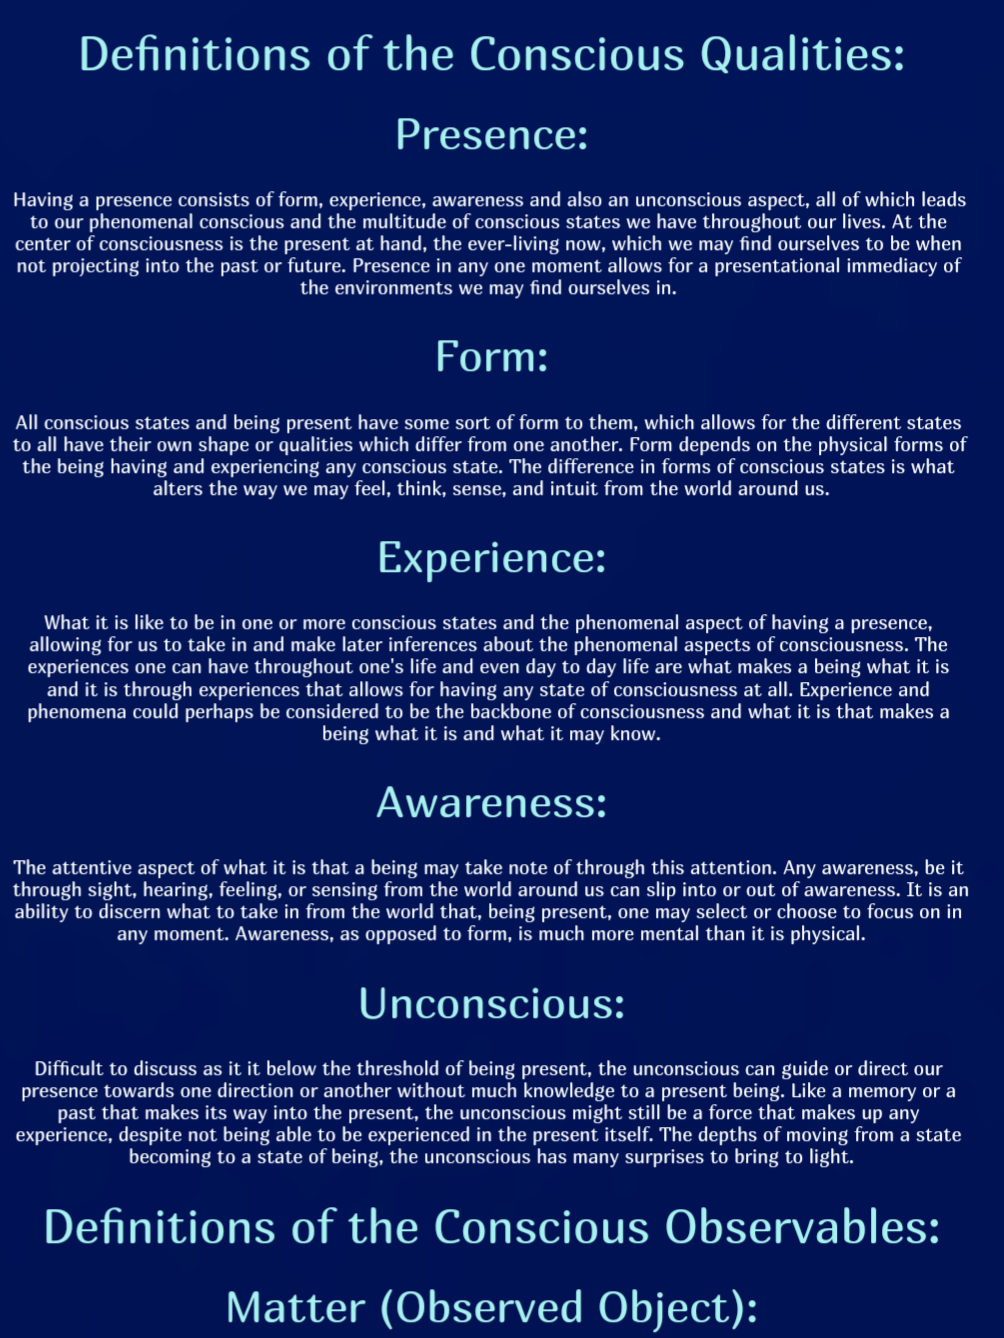 Definitions of the Conscious Qualities:
Presence:
Having a presence consists of form, experience, awareness and also an unconscious aspect, all of which leads
to our phenomenal conscious and the multitude of conscious states we have throughout our lives. At the
center of consciousness is the present at hand, the ever-living now, which we may find ourselves to be when
not projecting into the past or future. Presence in any one moment allows for a presentational immediacy of
the environments we may find ourselves in.
Form:
All conscious states and being present have some sort of form to them, which allows for the different states
to all have their own shape or qualities which differ from one another. Form depends on the physical forms of
the being having and experiencing any conscious state. The difference in forms of conscious states is what
alters the way we may feel, think, sense, and intuit from the world around us.
Experience:
What it is like to be in one or more conscious states and the phenomenal aspect of having a presence,
allowing for us to take in and make later inferences about the phenomenal aspects of consciousness. The
experiences one can have throughout one's life and even day to day life are what makes a being what it is
and it is through experiences that allows for having any state of consciousness at all. Experience and
phenomena could perhaps be considered to be the backbone of consciousness and what it is that makes a
being what it is and what it may know.
Awareness:
The attentive aspect of what it is that a being may take note of through this attention. Any awareness, be it
through sight, hearing, feeling, or sensing from the world around us can slip into or out of awareness. It is an
ability to discern what to take in from the world that, being present, one may select or choose to focus on in
any moment. Awareness, as opposed to form, is much more mental than it is physical.
Unconscious:
Difficult to discuss as it it below the threshold of being present, the unconscious can guide or direct our
presence towards one direction or another without much knowledge to a present being. Like a memory or a
past that makes its way into the present, the unconscious might still be a force that makes up any
experience, despite not being able to be experienced in the present itself. The depths of moving from a state
becoming to a state of being, the unconscious has many surprises to bring to light.
Definitions of the Conscious Observables:
Matter (Observed Object):